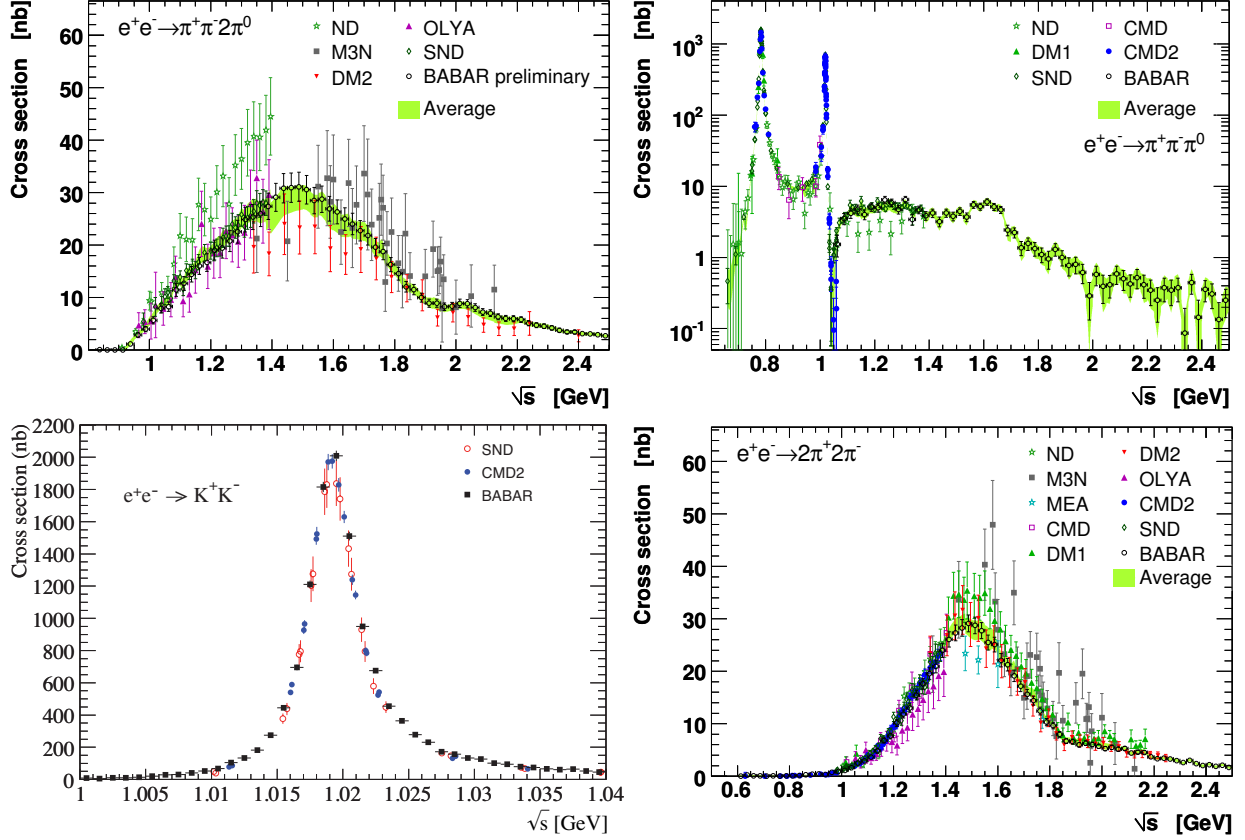 Cross section [nb]
e⁺e⁻→π⁺π⁻2π⁰
ND
M3N
DM2
OLYA
SND
BABAR preliminary
Average
0 10 20 30 40 50 60
1 1.2 1.4 1.6 1.8 2 2.2 2.4
√s [GeV]
Cross section [nb]
ND
DM1
SND
CMD
CMD2
BABAR
Average
e⁺e⁻→π⁺π⁻π⁰
10⁻¹ 1 10 10² 10³
0.8 1 1.2 1.4 1.6 1.8 2 2.2 2.4
√s [GeV]
Cross section (nb)
e⁺e⁻ → K⁺K⁻
SND
CMD2
BABAR
0 200 400 600 800 1000 1200 1400 1600 1800 2000 2200
1 1.005 1.01 1.015 1.02 1.025 1.03 1.035 1.04
√s [GeV]
Cross section [nb]
e⁺e⁻→2π⁺2π⁻
ND
M3N
MEA
CMD
DM1
DM2
OLYA
CMD2
SND
BABAR
Average
0 10 20 30 40 50 60
0.6 0.8 1 1.2 1.4 1.6 1.8 2 2.2 2.4
√s [GeV]